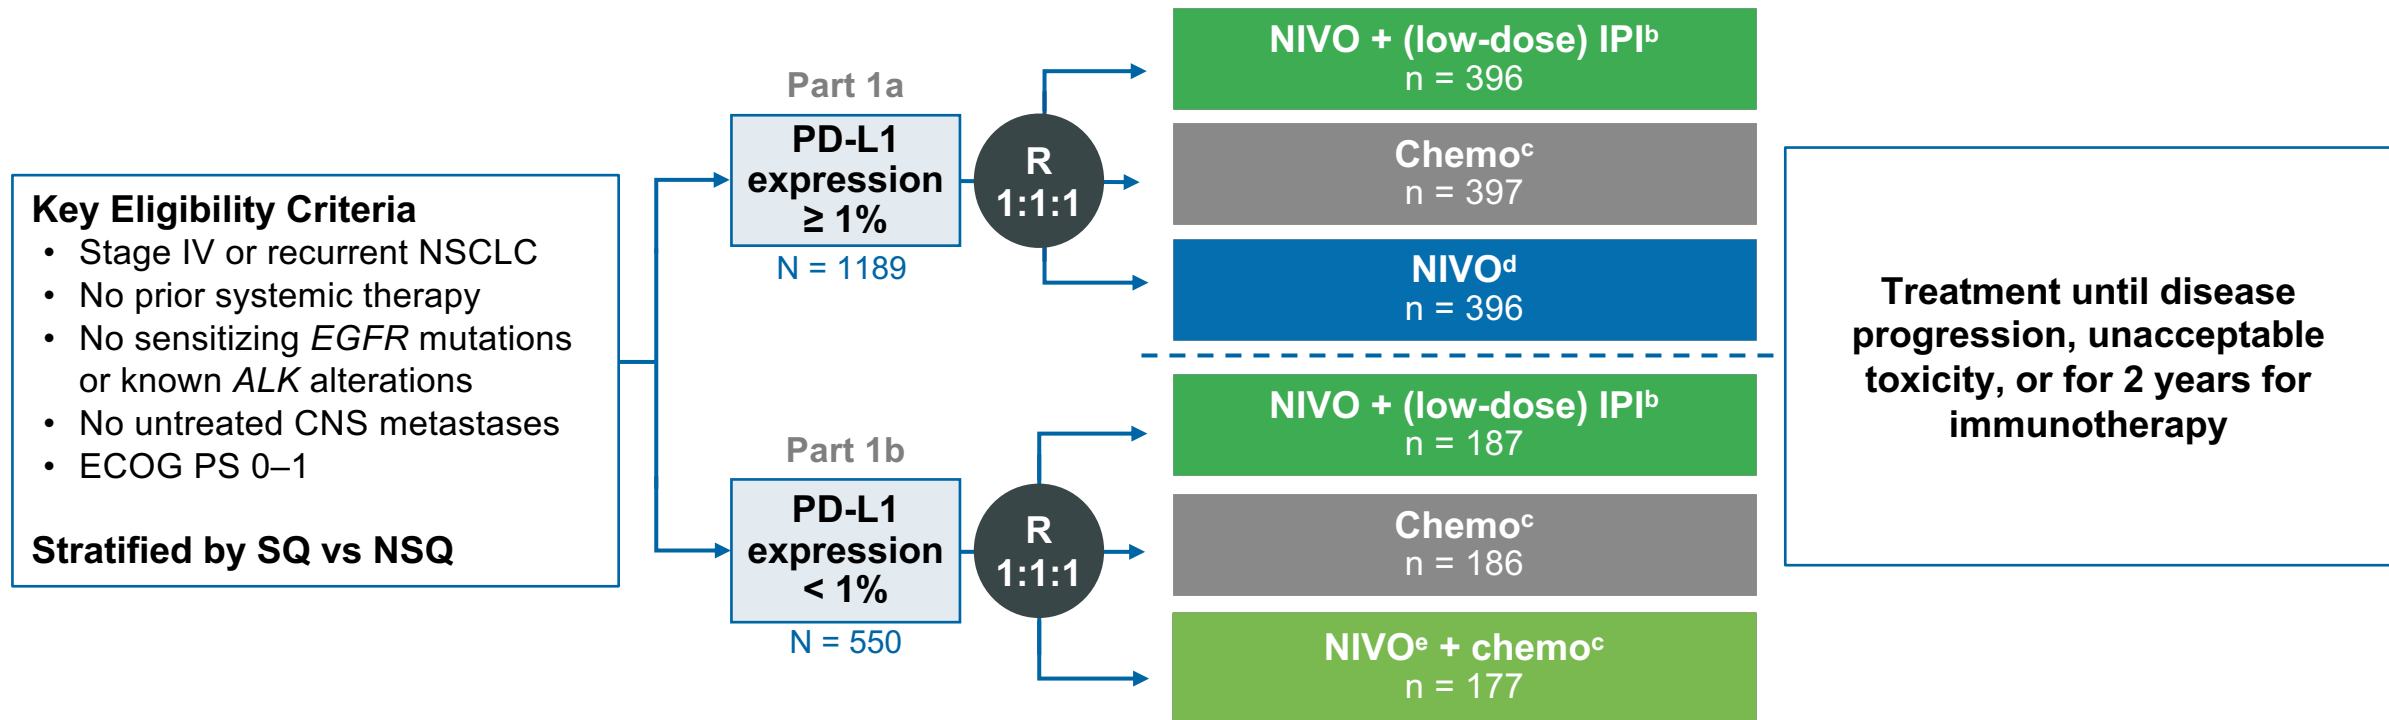 Key Eligibility Criteria
• Stage IV or recurrent NSCLC
• No prior systemic therapy
• No sensitizing EGFR mutations
or known ALK alterations
• No untreated CNS metastases
• ECOG PS 0–1
Stratified by SQ vs NSQ
Part 1a
PD-L1
expression
≥ 1%
N = 1189
R
1:1:1
NIVO + (low-dose) IPIᵇ
n = 396
Chemoᶜ
n = 397
NIVOᵈ
n = 396
Part 1b
PD-L1
expression
< 1%
N = 550
R
1:1:1
NIVO + (low-dose) IPIᵇ
n = 187
Chemoᶜ
n = 186
NIVOᵉ + chemoᶜ
n = 177
Treatment until disease
progression, unacceptable
toxicity, or for 2 years for
immunotherapy